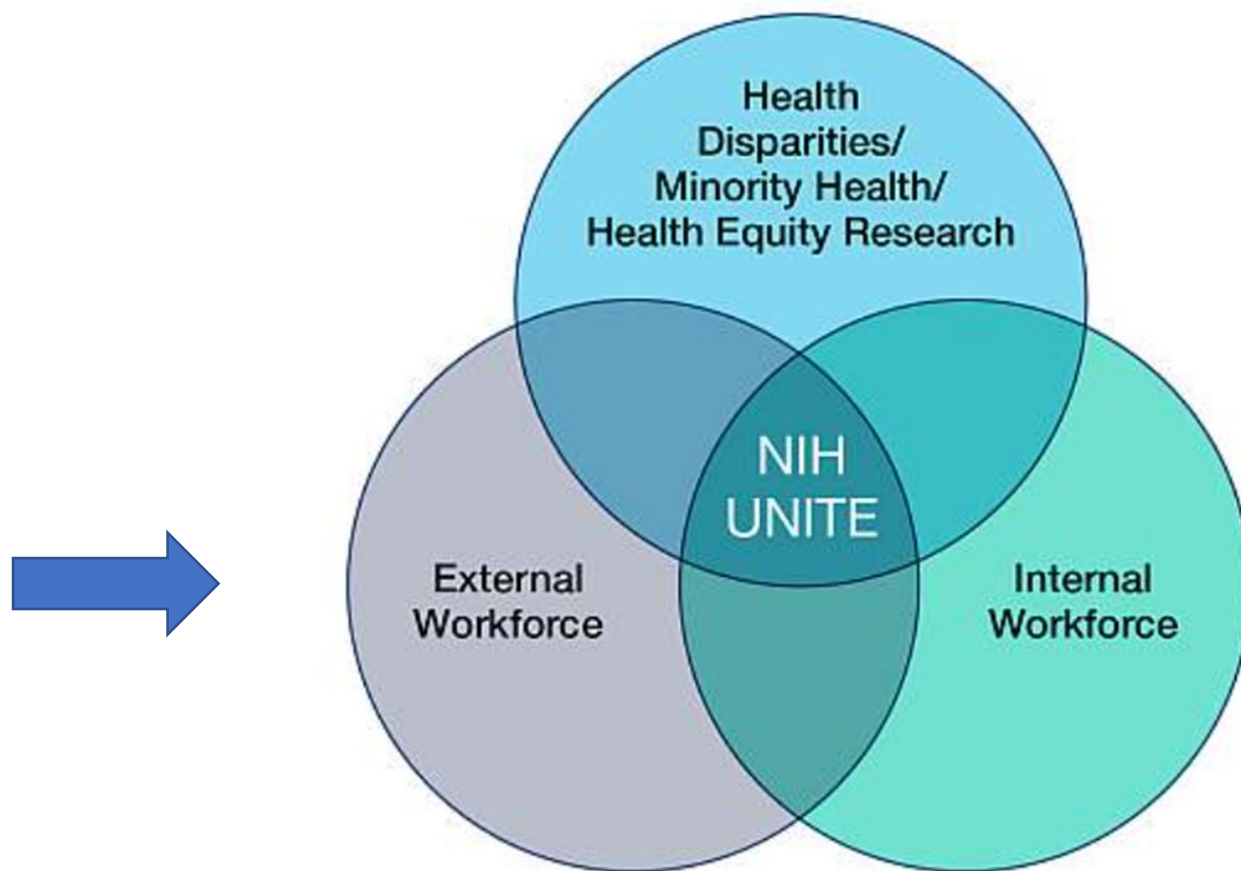 Health
Disparities/
Minority Health/
Health Equity Research
NIH
UNITE
External
Workforce
Internal
Workforce